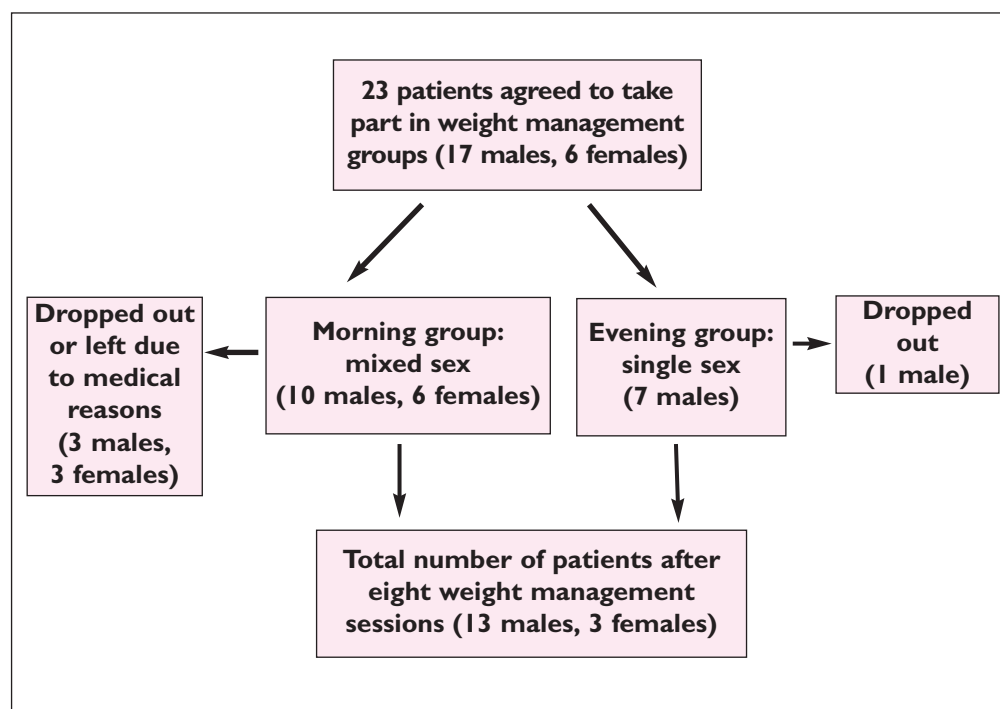 23 patients agreed to take
part in weight management
groups (17 males, 6 females)
Dropped out
or left due
to medical
reasons
(3 males,
3 females)
Morning group:
mixed sex
(10 males, 6 females)
Evening group:
single sex
(7 males)
Dropped
out
(1 male)
Total number of patients after
eight weight management
sessions (13 males, 3 females)